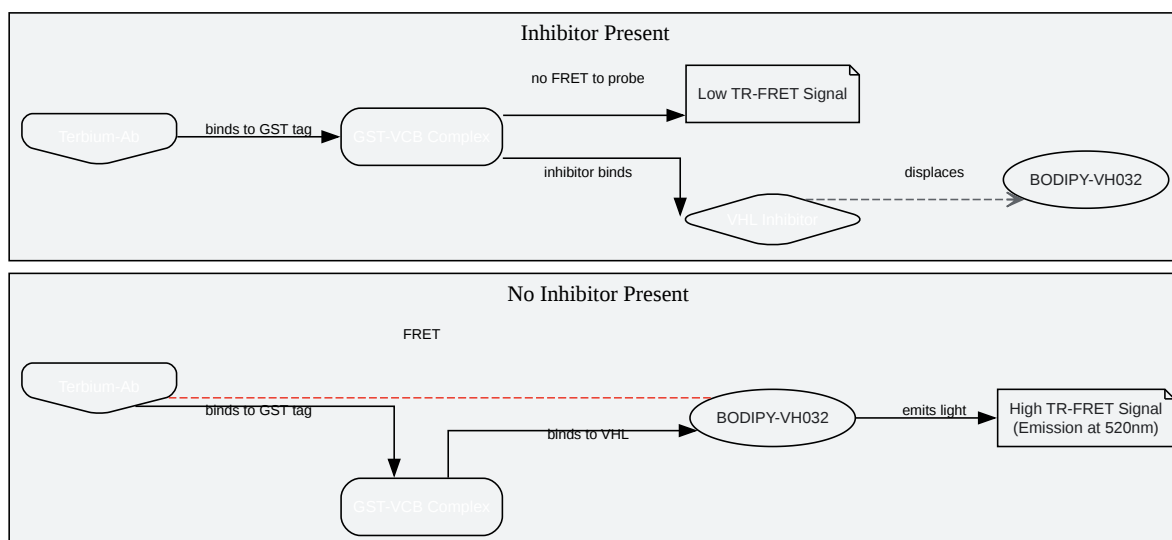 Inhibitor Present
no FRET to probe
Low TR-FRET Signal
Terbium-Ab
binds to GST tag
GST-VCB Complex
inhibitor binds
displaces
BODIPY-VH032
VHL Inhibitor
No Inhibitor Present
FRET
Terbium-Ab
binds to GST tag
BODIPY-VH032
emits light
High TR-FRET Signal
(Emission at 520nm)
binds to VHL
GST-VCB Complex